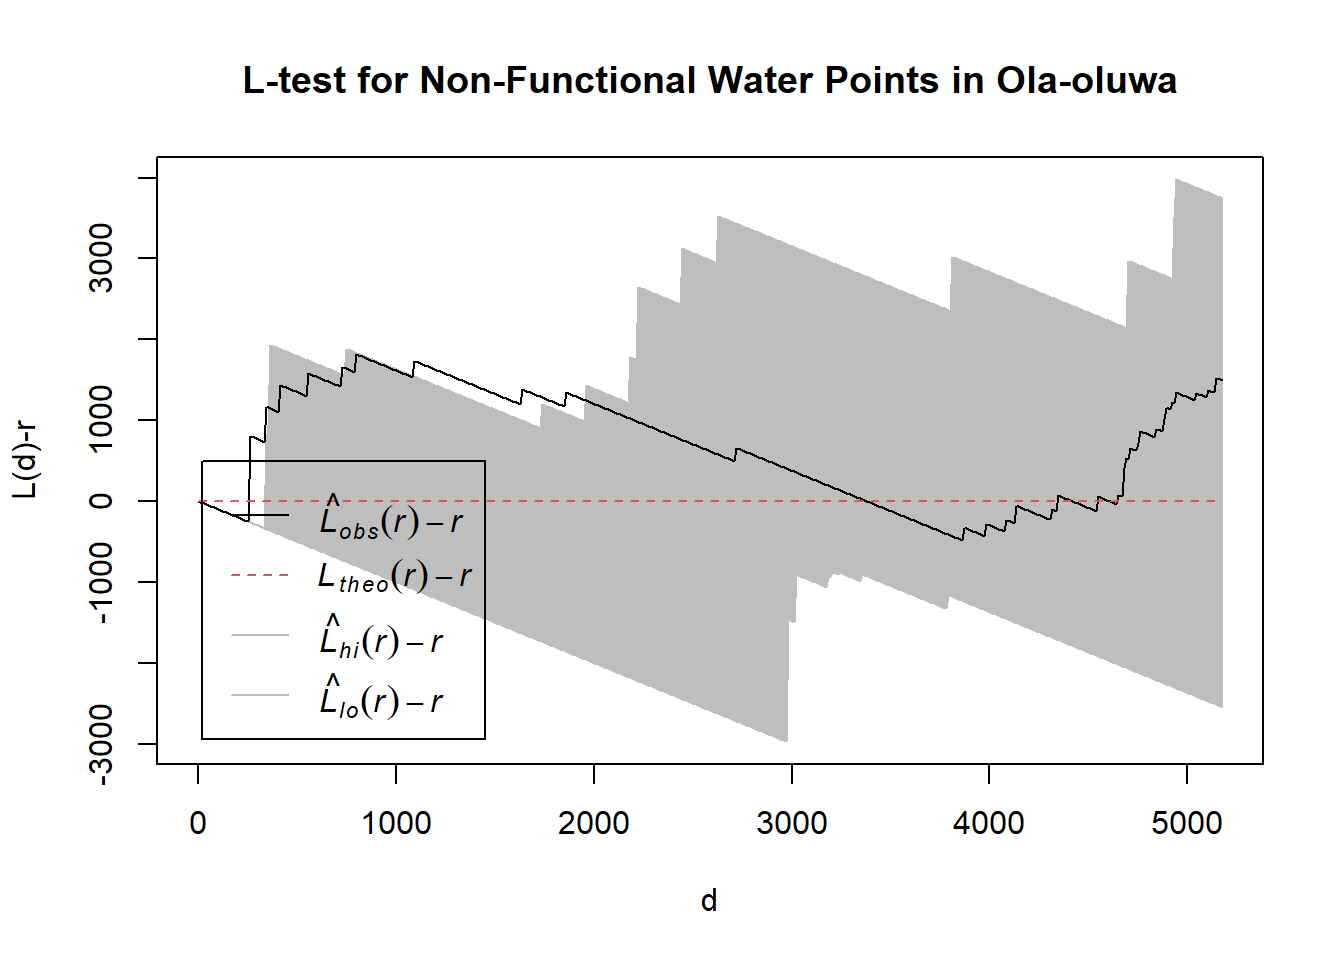 L-test for Non-Functional Water Points in Ola-oluwa
L(d)-r
3000
1000
0
-1000
-3000
L̂obs(r) – r
Ltheo(r) – r
L̂hi(r) – r
L̂lo(r) – r
0 1000 2000 3000 4000 5000
d